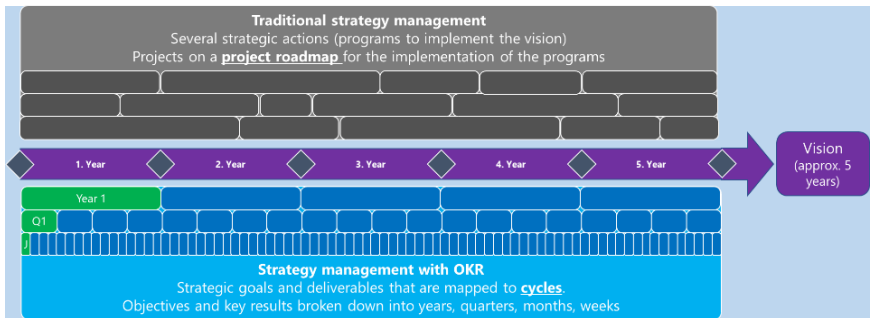 Traditional strategy management
Several strategic actions (programs to implement the vision)
Projects on a project roadmap for the implementation of the programs
1. Year
2. Year
3. Year
4. Year
5. Year
Vision
(approx. 5
years)
Year 1
Q1
J
Strategy management with OKR
Strategic goals and deliverables that are mapped to cycles.
Objectives and key results broken down into years, quarters, months, weeks